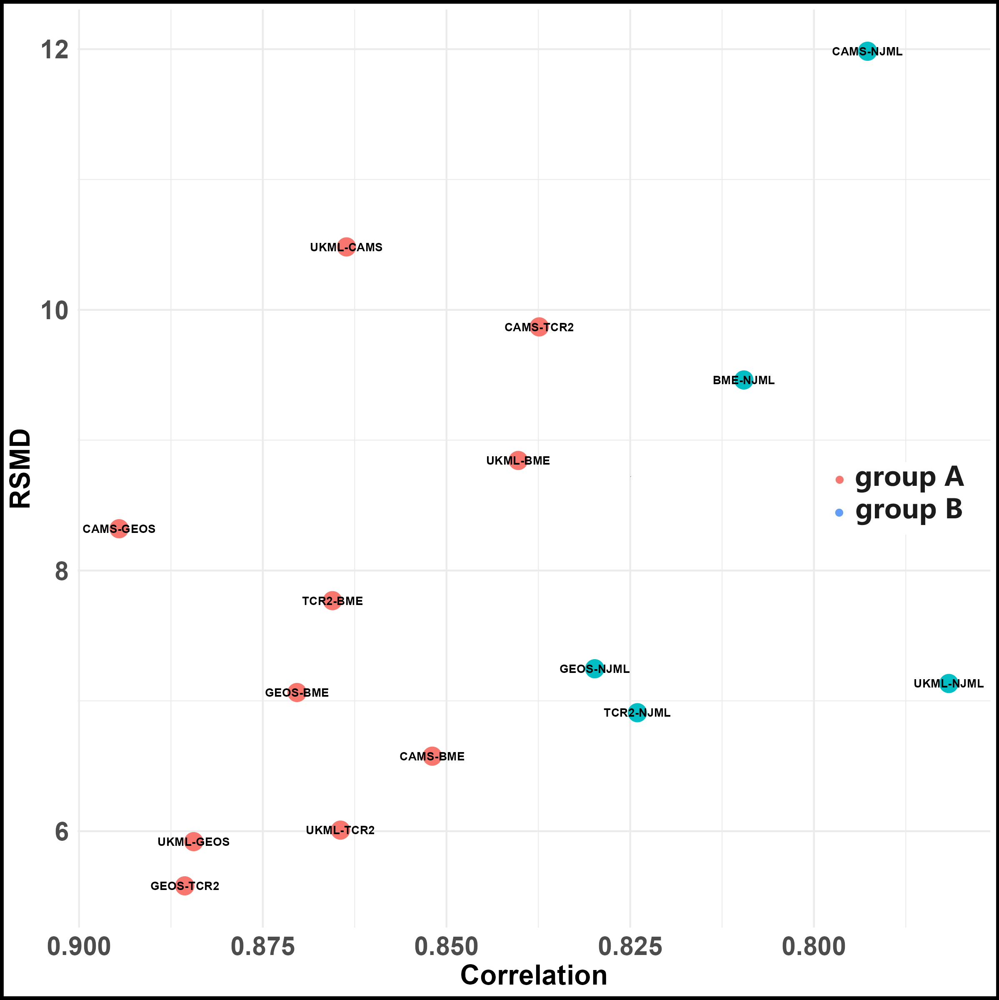 12
CAMS-NJML
UKML-CAMS
10
CAMS-TCR2
BME-NJML
RSMD
UKML-BME
group A
group B
CAMS-GEOS
8
TCR2-BME
GEOS-NJML
UKML-NJML
GEOS-BME
TCR2-NJML
CAMS-BME
6
UKML-TCR2
UKML-GEOS
GEOS-TCR2
0.900 0.875 0.850 0.825 0.800
Correlation